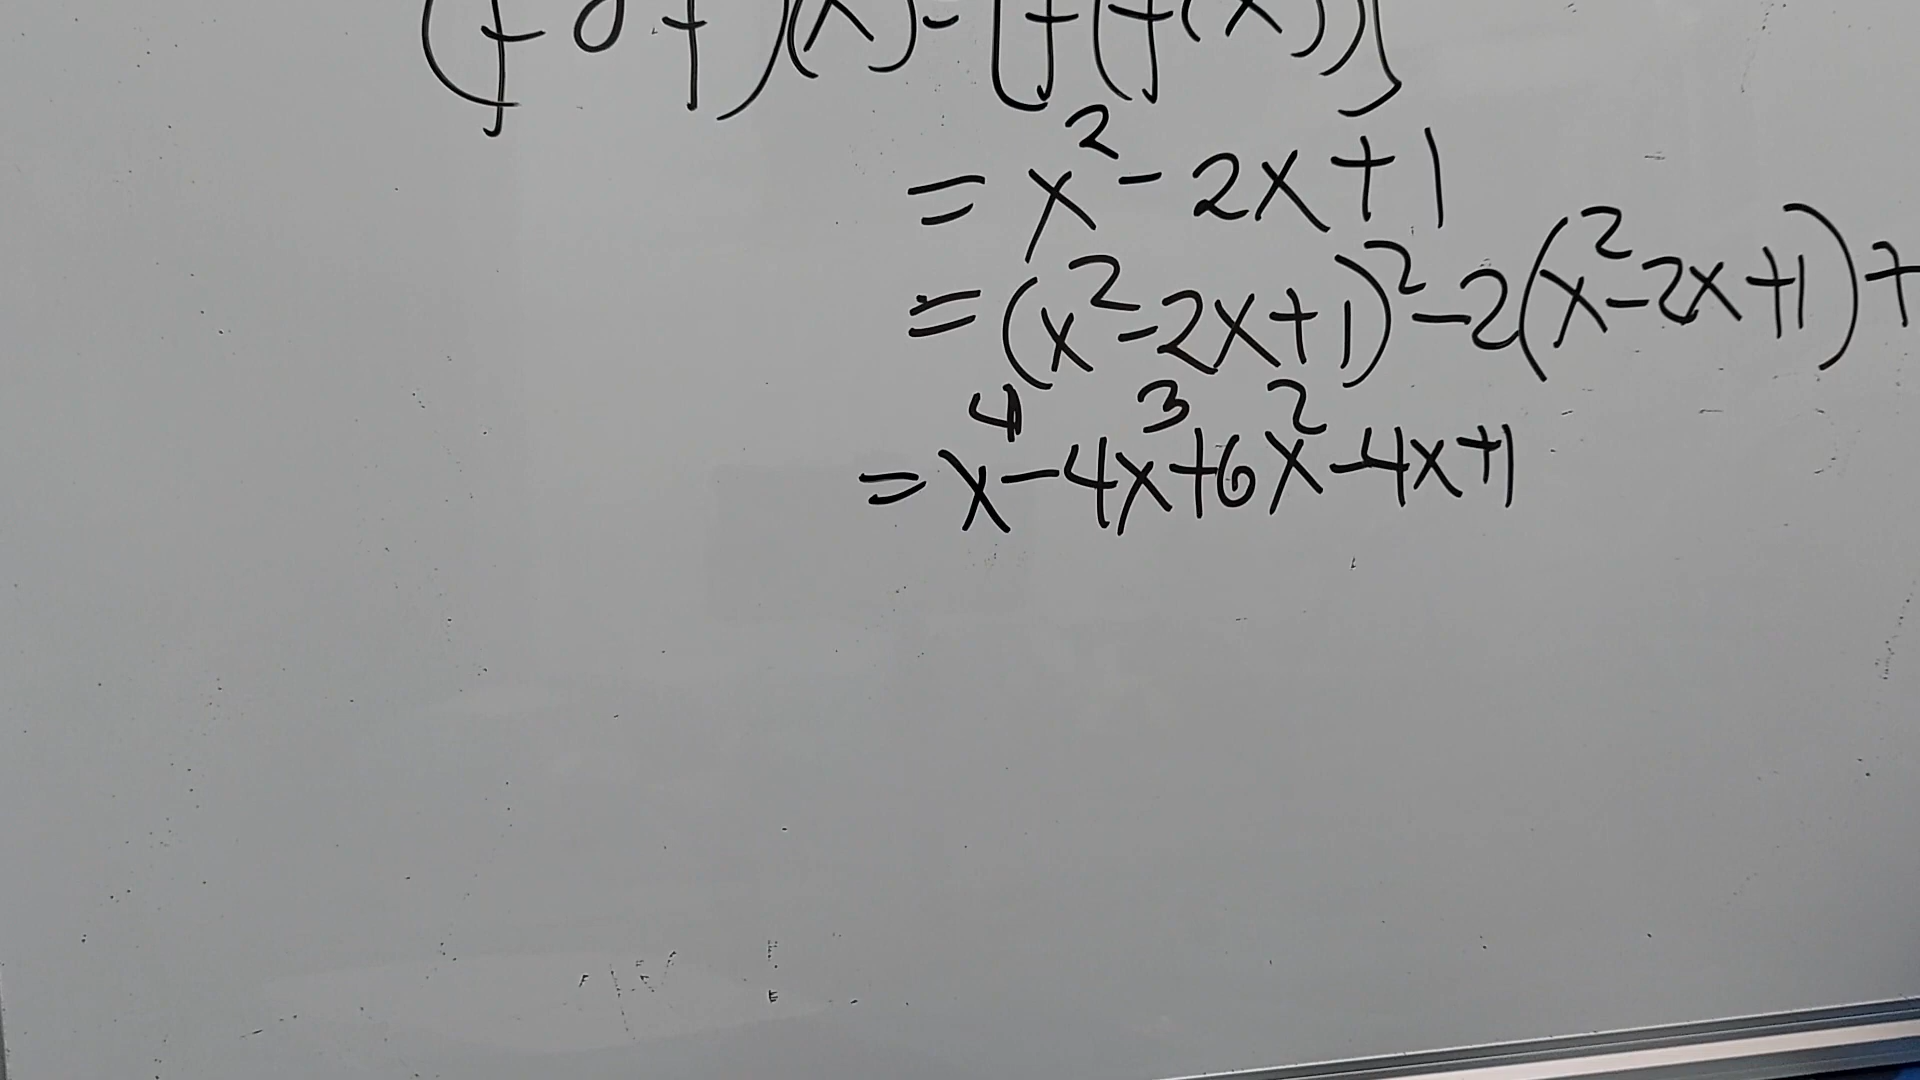 (f o f)(x) = [f(f(x))]
= x² - 2x + 1
= (x² - 2x + 1)² - 2(x² - 2x + 1) +
= x⁴ - 4x³ + 6x² - 4x + 1